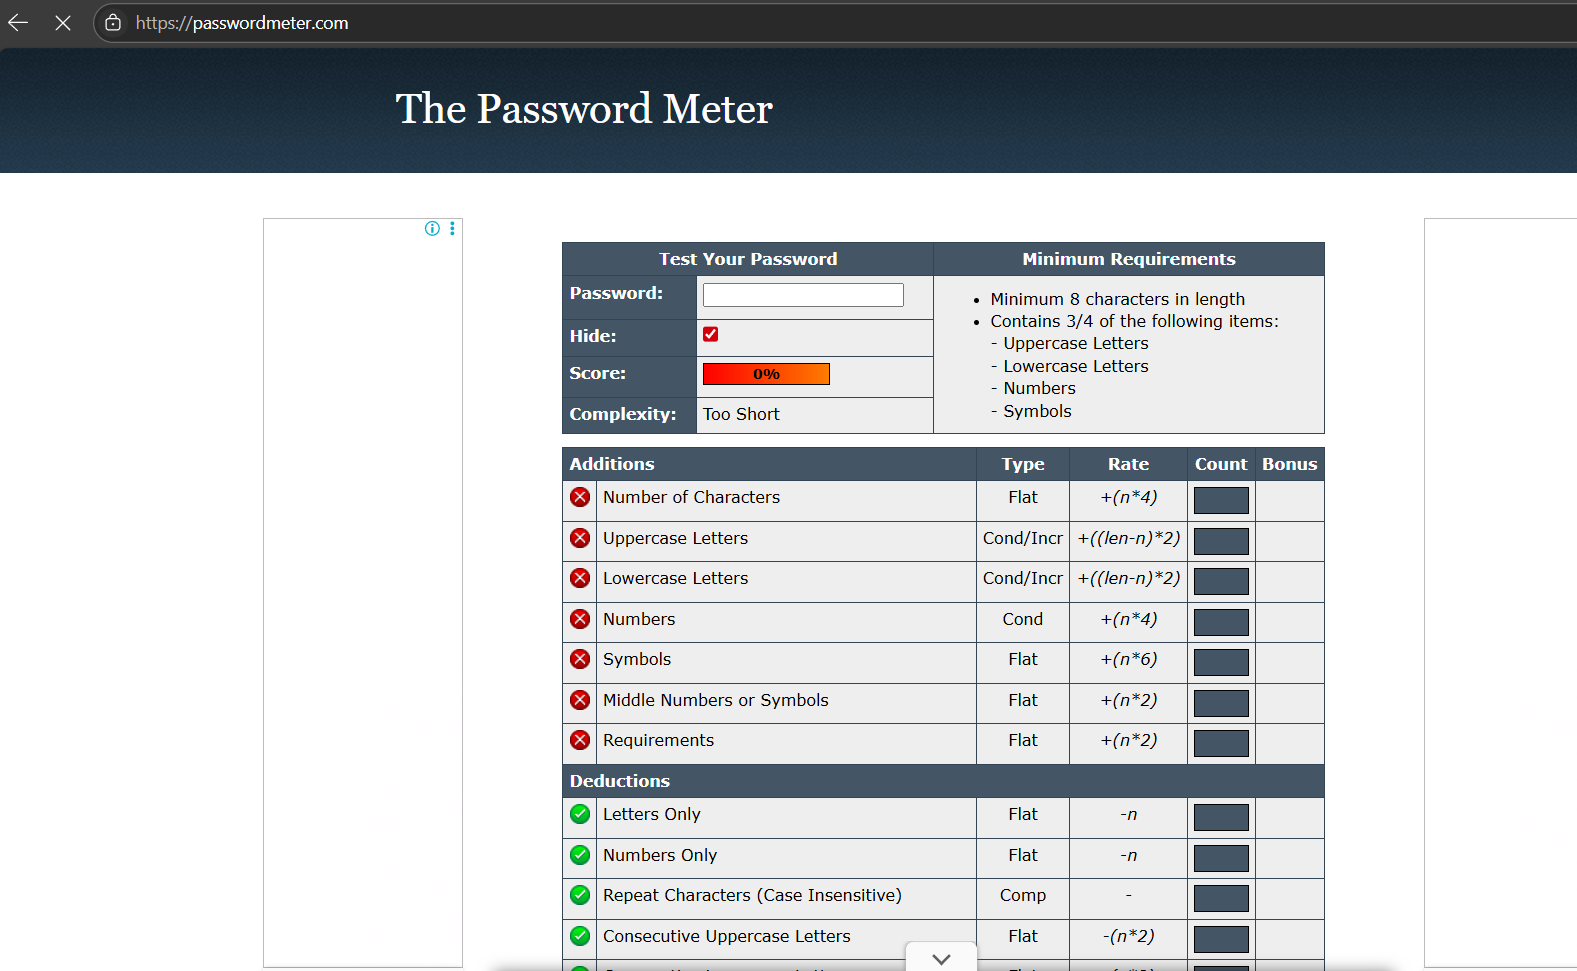 https://passwordmeter.com
The Password Meter
Test Your Password
Minimum Requirements
Password:
Hide:
Score:
0%
Complexity:
Too Short
• Minimum 8 characters in length
• Contains 3/4 of the following items:
- Uppercase Letters
- Lowercase Letters
- Numbers
- Symbols
Additions Type Rate Count Bonus
Number of Characters Flat +(n*4)
Uppercase Letters Cond/Incr +((len-n)*2)
Lowercase Letters Cond/Incr +((len-n)*2)
Numbers Cond +(n*4)
Symbols Flat +(n*6)
Middle Numbers or Symbols Flat +(n*2)
Requirements Flat +(n*2)
Deductions
Letters Only Flat -n
Numbers Only Flat -n
Repeat Characters (Case Insensitive) Comp -
Consecutive Uppercase Letters Flat -(n*2)